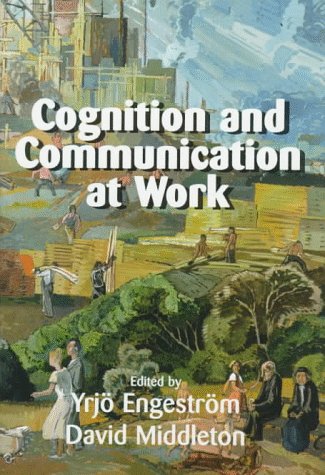 Cognition and
Communication
at Work
Edited by
Yrjö Engeström
David Middleton